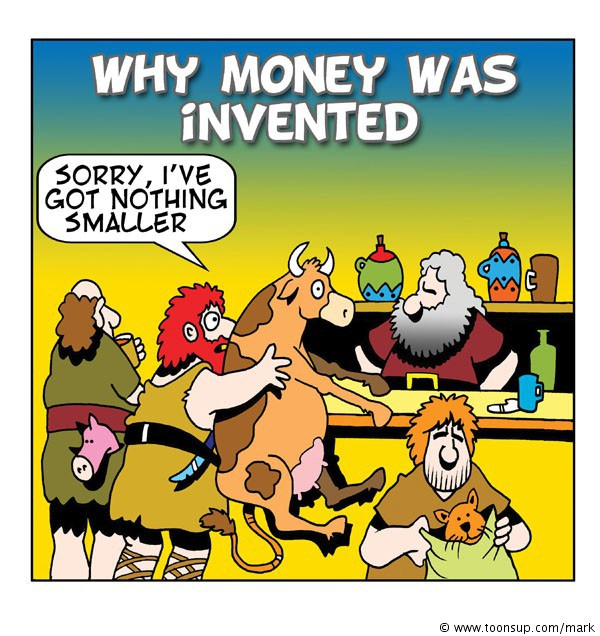 WHY MONEY WAS
iNVENTED
SORRY, I'VE
GOT NOTHING
SMALLER
© www.toonsup.com/mark